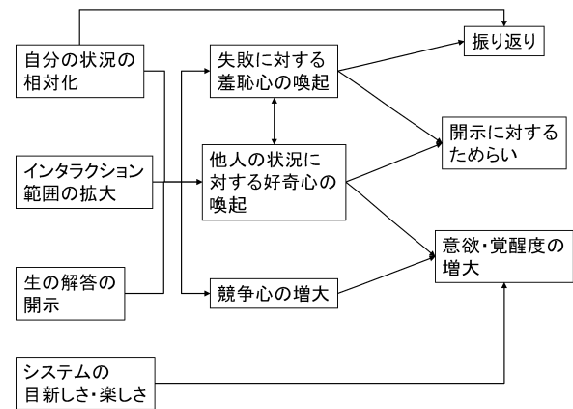 自分の状況の
相対化
インタラクション
範囲の拡大
生の解答の
開示
システムの
目新しさ・楽しさ
失敗に対する
羞恥心の喚起
他人の状況に
対する好奇心の
喚起
競争心の増大
振り返り
開示に対する
ためらい
意欲・覚醒度の
増大